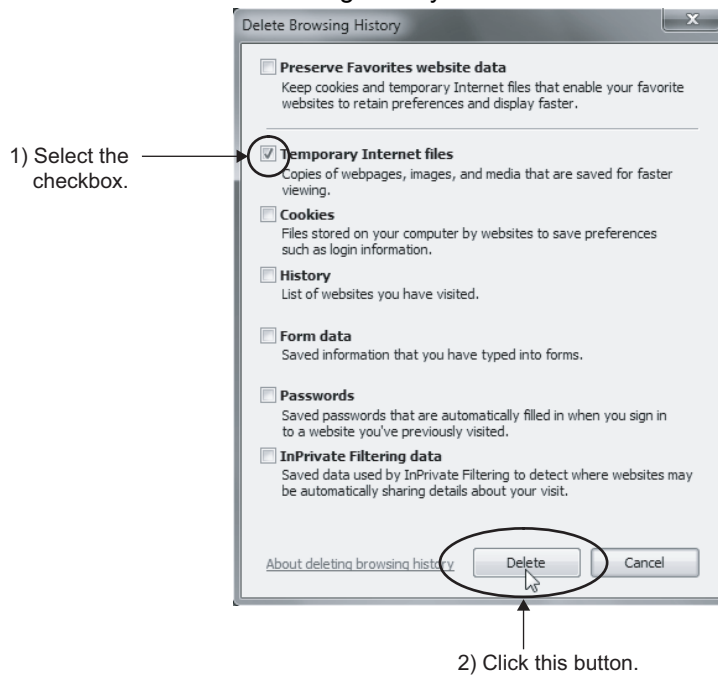 Delete Browsing History
x
Preserve Favorites website data
Keep cookies and temporary Internet files that enable your favorite
websites to retain preferences and display faster.
1) Select the
checkbox.
Temporary Internet files
Copies of webpages, images, and media that are saved for faster
viewing.
Cookies
Files stored on your computer by websites to save preferences
such as login information.
History
List of websites you have visited.
Form data
Saved information that you have typed into forms.
Passwords
Saved passwords that are automatically filled in when you sign in
to a website you've previously visited.
InPrivate Filtering data
Saved data used by InPrivate Filtering to detect where websites may
be automatically sharing details about your visit.
About deleting browsing history
Delete
Cancel
2) Click this button.